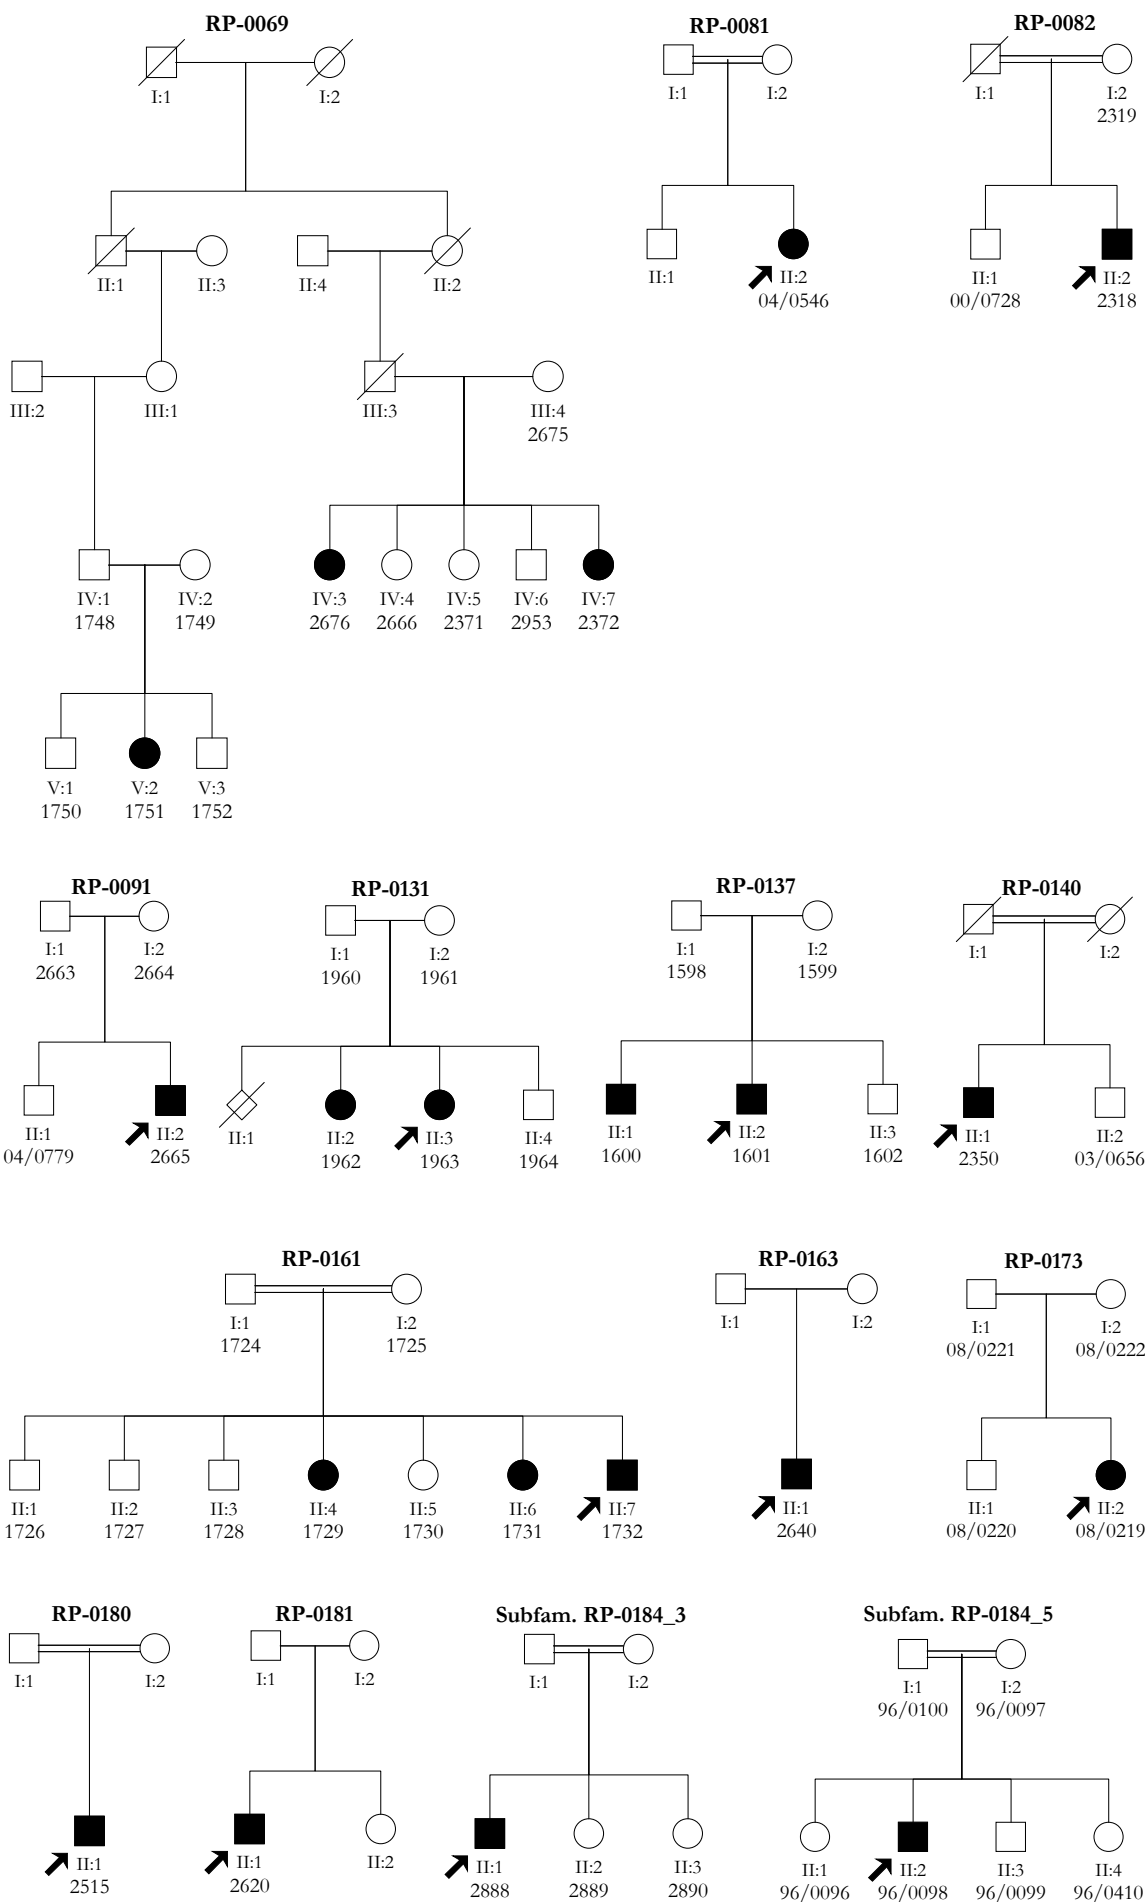 RP-0069
RP-0081
RP-0082
I:1 I:2
I:1 I:2
I:1 I:2
2319
II:1 II:3 II:4 II:2
II:1 II:2
04/0546
II:1 II:2
00/0728 2318
III:2 III:1 III:3 III:4
2675
IV:1 IV:2 IV:3 IV:4 IV:5 IV:6 IV:7
1748 1749 2676 2666 2371 2953 2372
V:1 V:2 V:3
1750 1751 1752
RP-0091
I:1 I:2
2663 2664
II:1 II:2
04/0779 2665
RP-0131
I:1 I:2
1960 1961
II:1 II:2 II:3 II:4
1962 1963 1964
RP-0137
I:1 I:2
1598 1599
II:1 II:2 II:3
1600 1601 1602
RP-0140
I:1 I:2
II:1 II:2
2350 03/0656
RP-0161
I:1 I:2
1724 1725
II:1 II:2 II:3 II:4 II:5 II:6 II:7
1726 1727 1728 1729 1730 1731 1732
RP-0163
I:1 I:2
II:1
2640
RP-0173
I:1 I:2
08/0221 08/0222
II:1 II:2
08/0220 08/0219
RP-0180
I:1 I:2
II:1
2515
RP-0181
I:1 I:2
II:1 II:2
2620
Subfam. RP-0184_3
I:1 I:2
II:1 II:2 II:3
2888 2889 2890
Subfam. RP-0184_5
I:1 I:2
96/0100 96/0097
II:1 II:2 II:3 II:4
96/0096 96/0098 96/0099 96/0410